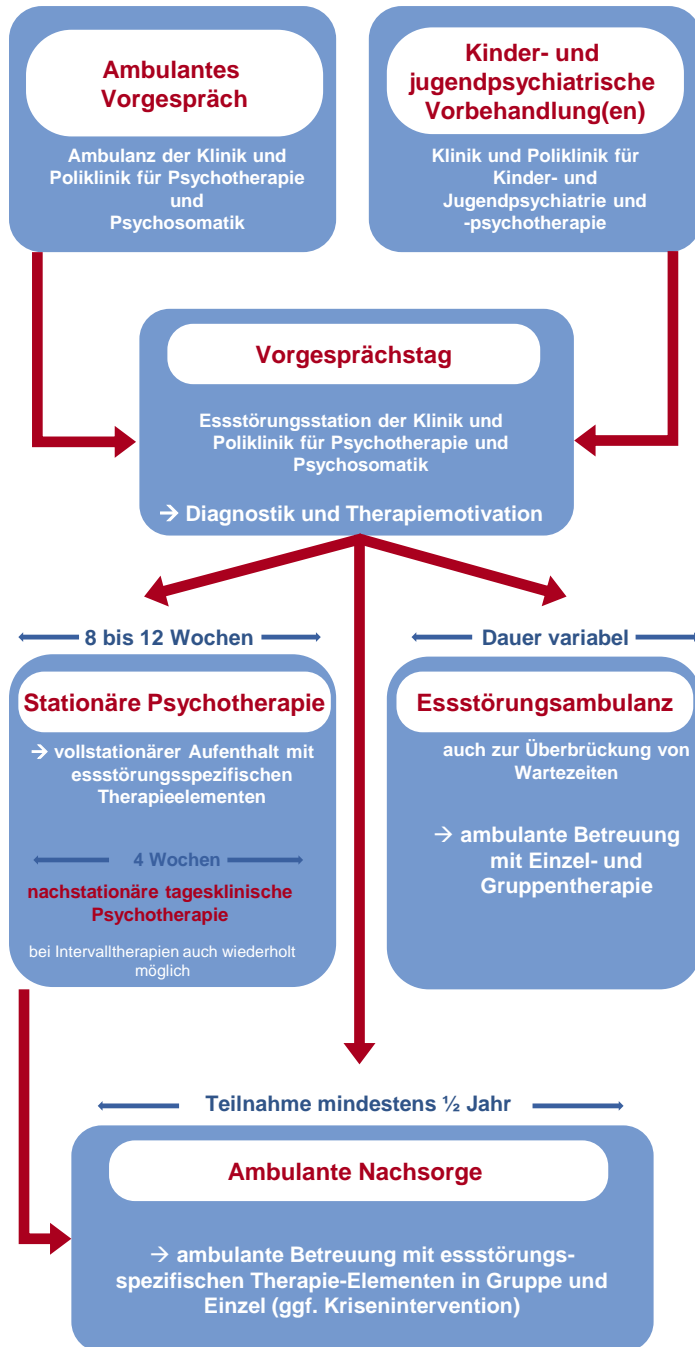 Ambulantes
Vorgespräch
Ambulanz der Klinik und
Poliklinik für Psychotherapie
und
Psychosomatik
Kinder- und
jugendpsychiatrische
Vorbehandlung(en)
Klinik und Poliklinik für
Kinder- und
Jugendpsychiatrie und
-psychotherapie
Vorgesprächstag
Essstörungsstation der Klinik und
Poliklinik für Psychotherapie und
Psychosomatik
→ Diagnostik und Therapiemotivation
8 bis 12 Wochen
Stationäre Psychotherapie
→ vollstationärer Aufenthalt mit
essstörungsspezifischen
Therapieelementen
4 Wochen
nachstationäre tagesklinische
Psychotherapie
bei Intervalltherapien auch wiederholt
möglich
Dauer variabel
Essstörungsambulanz
auch zur Überbrückung von
Wartezeiten
→ ambulante Betreuung
mit Einzel- und
Gruppentherapie
Teilnahme mindestens ½ Jahr
Ambulante Nachsorge
→ ambulante Betreuung mit essstörungs-
spezifischen Therapie-Elementen in Gruppe und
Einzel (ggf. Krisenintervention)